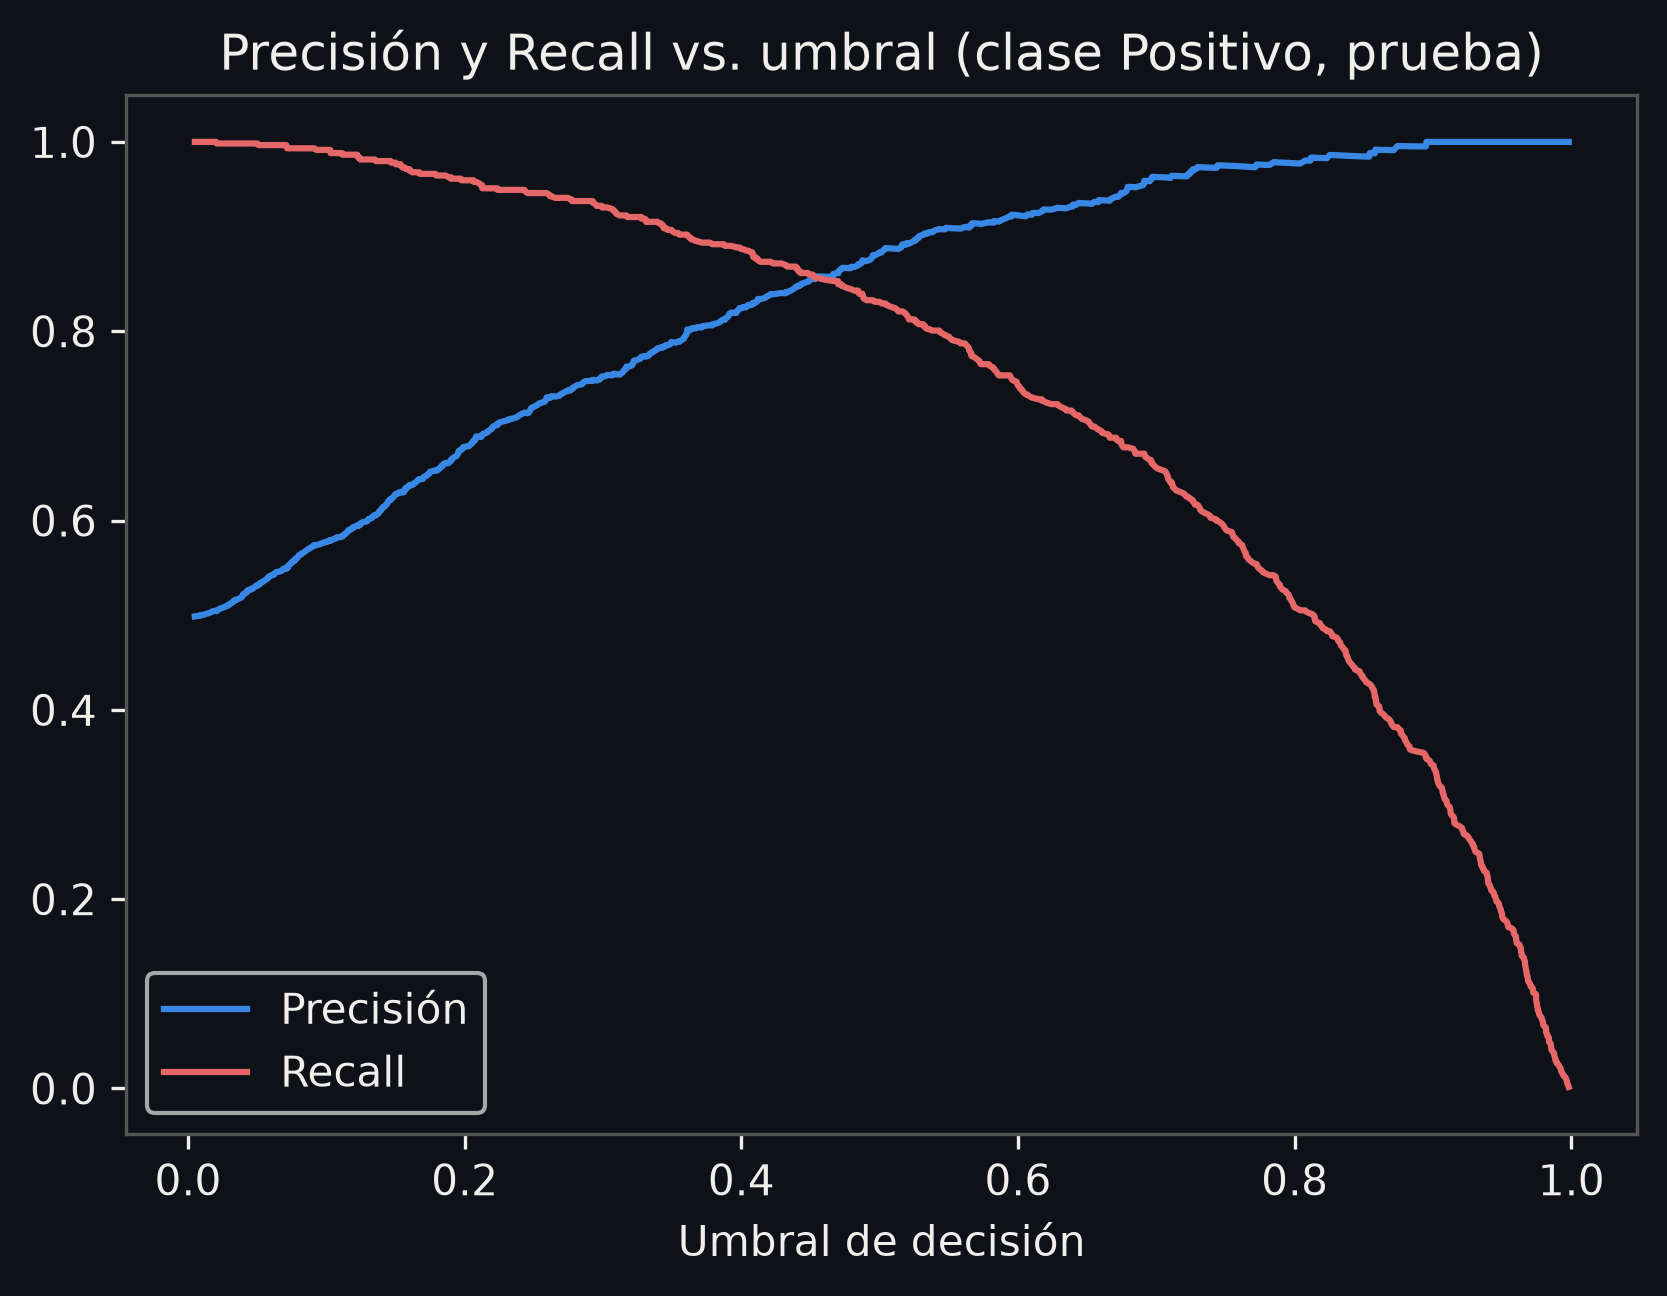 Precisión y Recall vs. umbral (clase Positivo, prueba)
1.0
0.8
0.6
0.4
0.2
0.0
Precisión
Recall
0.0 0.2 0.4 0.6 0.8 1.0
Umbral de decisión